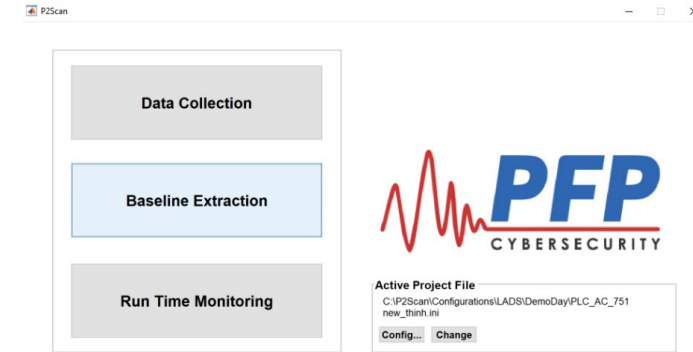 P2Scan
Data Collection
Baseline Extraction
Run Time Monitoring
PFP
CYBERSECURITY
Active Project File
C:\P2Scan\Configurations\LADS\DemoDay\PLC_AC_751
new_thinh.ini
Config... Change